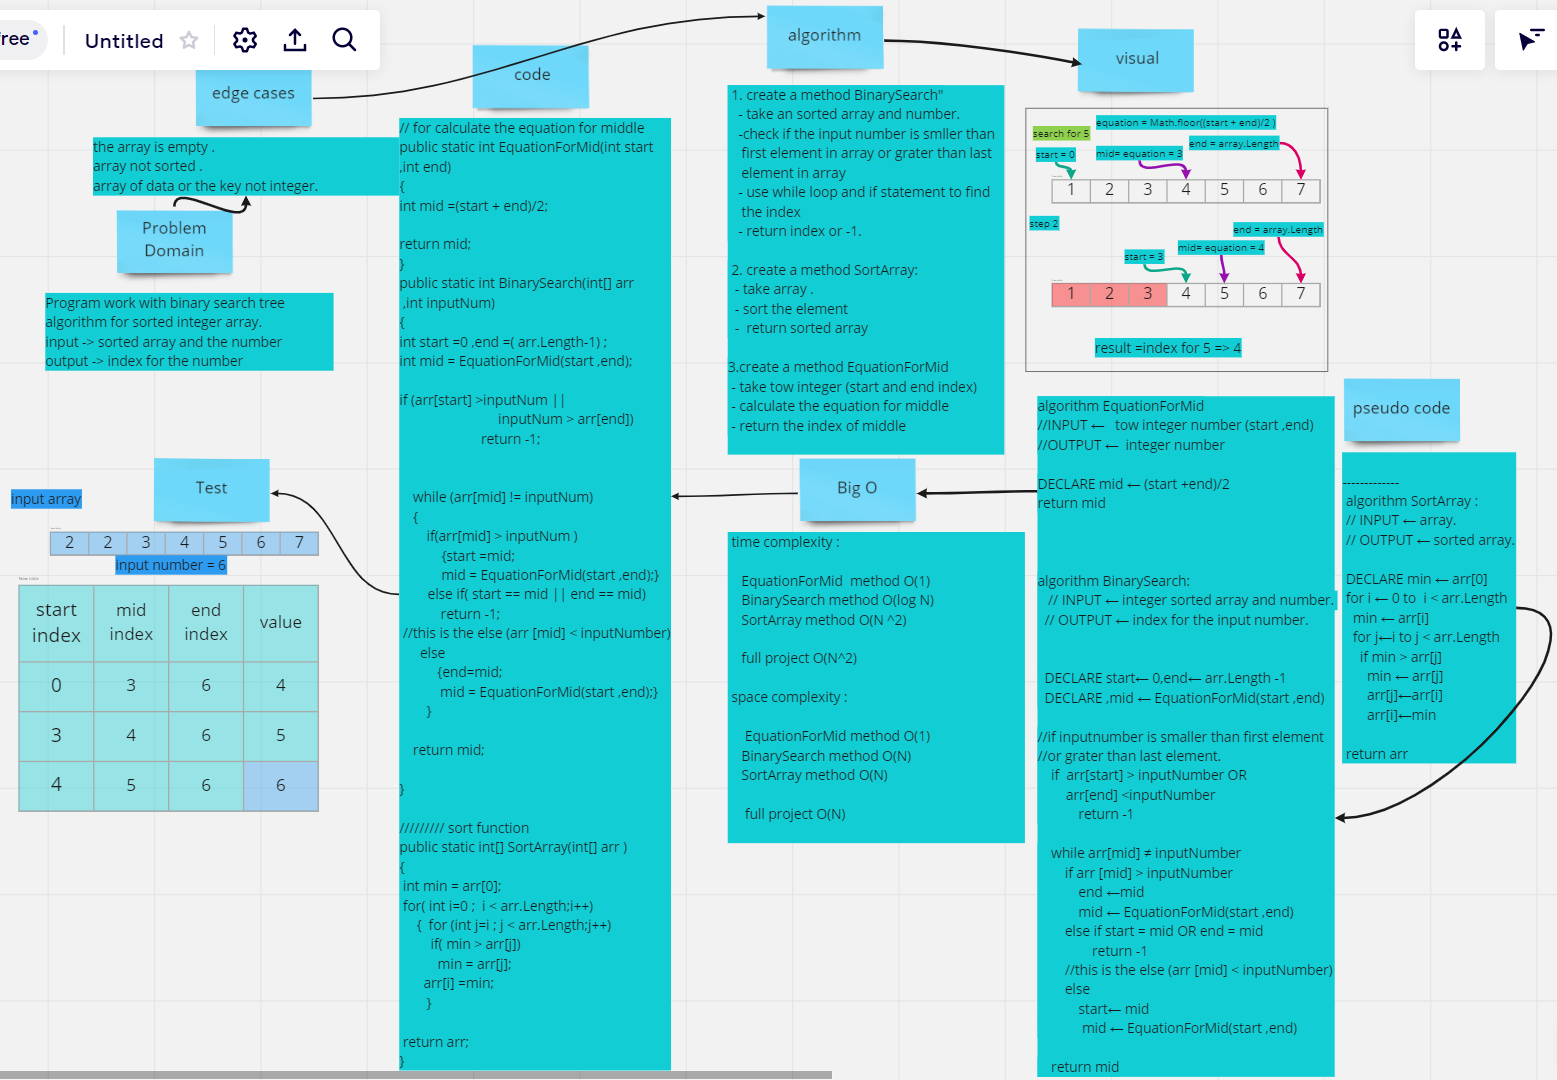 ree
Untitled
edge cases
the array is empty .
array not sorted .
array of data or the key not integer.
Problem
Domain
Program work with binary search tree
algorithm for sorted integer array.
input -> sorted array and the number
output -> index for the number
code
// for calculate the equation for middle
public static int EquationForMid(int start
,int end)
{
int mid =(start + end)/2;
return mid;
}
public static int BinarySearch(int[] arr
,int inputNum)
{
int start =0 ,end =( arr.Length-1) ;
int mid = EquationForMid(start ,end);
if (arr[start] >inputNum ||
inputNum > arr[end])
return -1;
while (arr[mid] != inputNum)
{
if(arr[mid] > inputNum )
{start =mid;
mid = EquationForMid(start ,end);}
else if( start == mid || end == mid)
return -1;
//this is the else (arr [mid] < inputNumber)
else
{end=mid;
mid = EquationForMid(start ,end);}
}
return mid;
}
///////// sort function
public static int[] SortArray(int[] arr )
{
int min = arr[0];
for( int i=0 ;  i < arr.Length;i++)
{  for (int j=i ; j < arr.Length;j++)
if( min > arr[j])
min = arr[j];
arr[i] =min;
}
return arr;
}
algorithm
1. create a method BinarySearch"
- take an sorted array and number.
-check if the input number is smller than
first element in array or grater than last
element in array
- use while loop and if statement to find
the index
- return index or -1.
2. create a method SortArray:
- take array .
- sort the element
-  return sorted array
3.create a method EquationForMid
- take tow integer (start and end index)
- calculate the equation for middle
- return the index of middle
visual
equation = Math.floor((start + end)/2 )
search for 5
end = array.Length
start = 0
mid= equation = 3
1 2 3 4 5 6 7
step 2
end = array.Length
mid= equation = 4
start = 3
1 2 3 4 5 6 7
result =index for 5 => 4
pseudo code
-------------
algorithm SortArray :
// INPUT ← array.
// OUTPUT ← sorted array.
DECLARE min ← arr[0]
for i ← 0 to  i < arr.Length
min ← arr[i]
for j←i to j < arr.Length
if min > arr[j]
min ← arr[j]
arr[j]←arr[i]
arr[i]←min
return arr
algorithm EquationForMid
//INPUT ←   tow integer number (start ,end)
//OUTPUT ←  integer number
DECLARE mid ← (start +end)/2
return mid
algorithm BinarySearch:
// INPUT ← integer sorted array and number.
// OUTPUT ← index for the input number.
DECLARE start← 0,end← arr.Length -1
DECLARE ,mid ← EquationForMid(start ,end)
//if inputnumber is smaller than first element
//or grater than last element.
if  arr[start] > inputNumber OR
arr[end] <inputNumber
return -1
while arr[mid] ≠ inputNumber
if arr [mid] > inputNumber
end ←mid
mid ← EquationForMid(start ,end)
else if start = mid OR end = mid
return -1
//this is the else (arr [mid] < inputNumber)
else
start← mid
mid ← EquationForMid(start ,end)
return mid
Big O
time complexity :
EquationForMid  method O(1)
BinarySearch method O(log N)
SortArray method O(N ^2)
full project O(N^2)
space complexity :
EquationForMid method O(1)
BinarySearch method O(N)
SortArray method O(N)
full project O(N)
Test
input array
2 2 3 4 5 6 7
input number = 6
start index mid index end index value
0 3 6 4
3 4 6 5
4 5 6 6